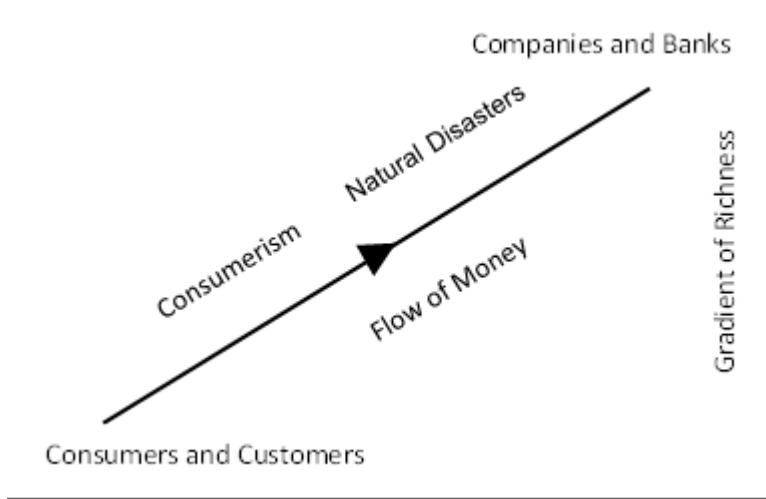 Companies and Banks
Natural Disasters
Consumerism
Flow of Money
Gradient of Richness
Consumers and Customers